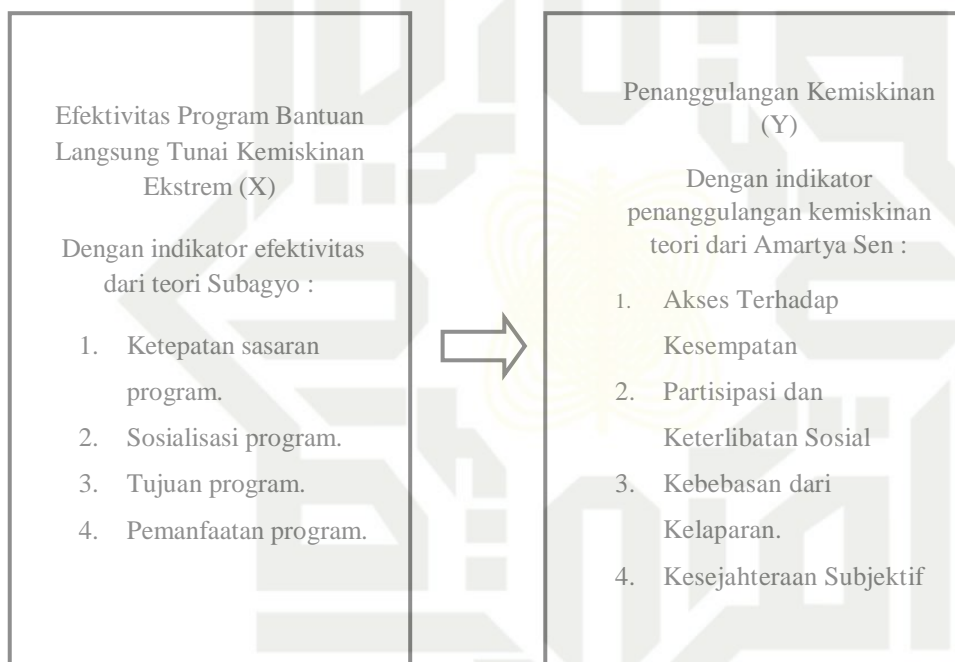 Efektivitas Program Bantuan
Langsung Tunai Kemiskinan
Ekstrem (X)
Dengan indikator efektivitas
dari teori Subagyo :
1. Ketepatan sasaran
program.
2. Sosialisasi program.
3. Tujuan program.
4. Pemanfaatan program.
Penanggulangan Kemiskinan
(Y)
Dengan indikator
penanggulangan kemiskinan
teori dari Amartya Sen :
1. Akses Terhadap
Kesempatan
2. Partisipasi dan
Keterlibatan Sosial
3. Kebebasan dari
Kelaparan.
4. Kesejahteraan Subjektif